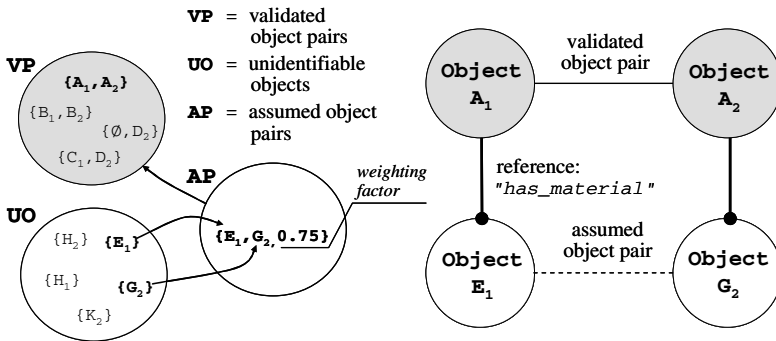 VP = validated
object pairs
UO = unidentifiable
objects
AP = assumed object
pairs
VP
{A₁,A₂}
{B₁,B₂}
{Ø,D₂}
{C₁,D₂}
AP
weighting
factor
{E₁,G₂,0.75}
UO
{H₂}
{E₁}
{H₁}
{G₂}
{K₂}
Object
A₁
validated
object pair
Object
A₂
reference:
"has_material"
Object
E₁
assumed
object pair
Object
G₂